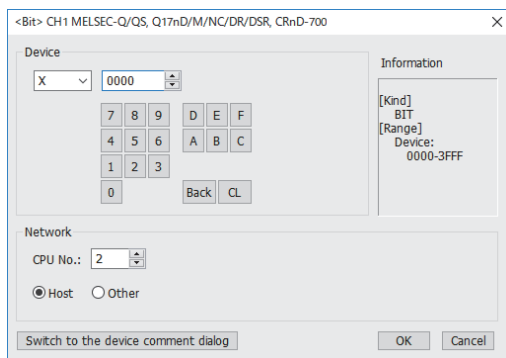 <Bit> CH1 MELSEC-Q/QS, Q17nD/M/NC/DR/DSR, CRnD-700
Device
X 0000
7 8 9 D E F
4 5 6 A B C
1 2 3
0 Back CL
Information
[Kind]
BIT
[Range]
Device:
0000-3FFF
Network
CPU No.: 2
Host Other
Switch to the device comment dialog
OK Cancel